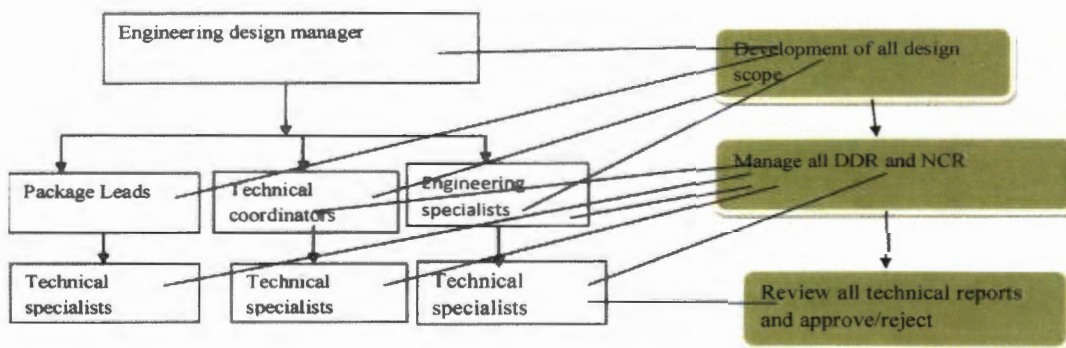 Engineering design manager
Development of all design
scope
Package Leads
Technical
coordinators
Engineering
specialists
Manage all DDR and NCR
Technical
specialists
Technical
specialists
Technical
specialists
Review all technical reports
and approve/reject